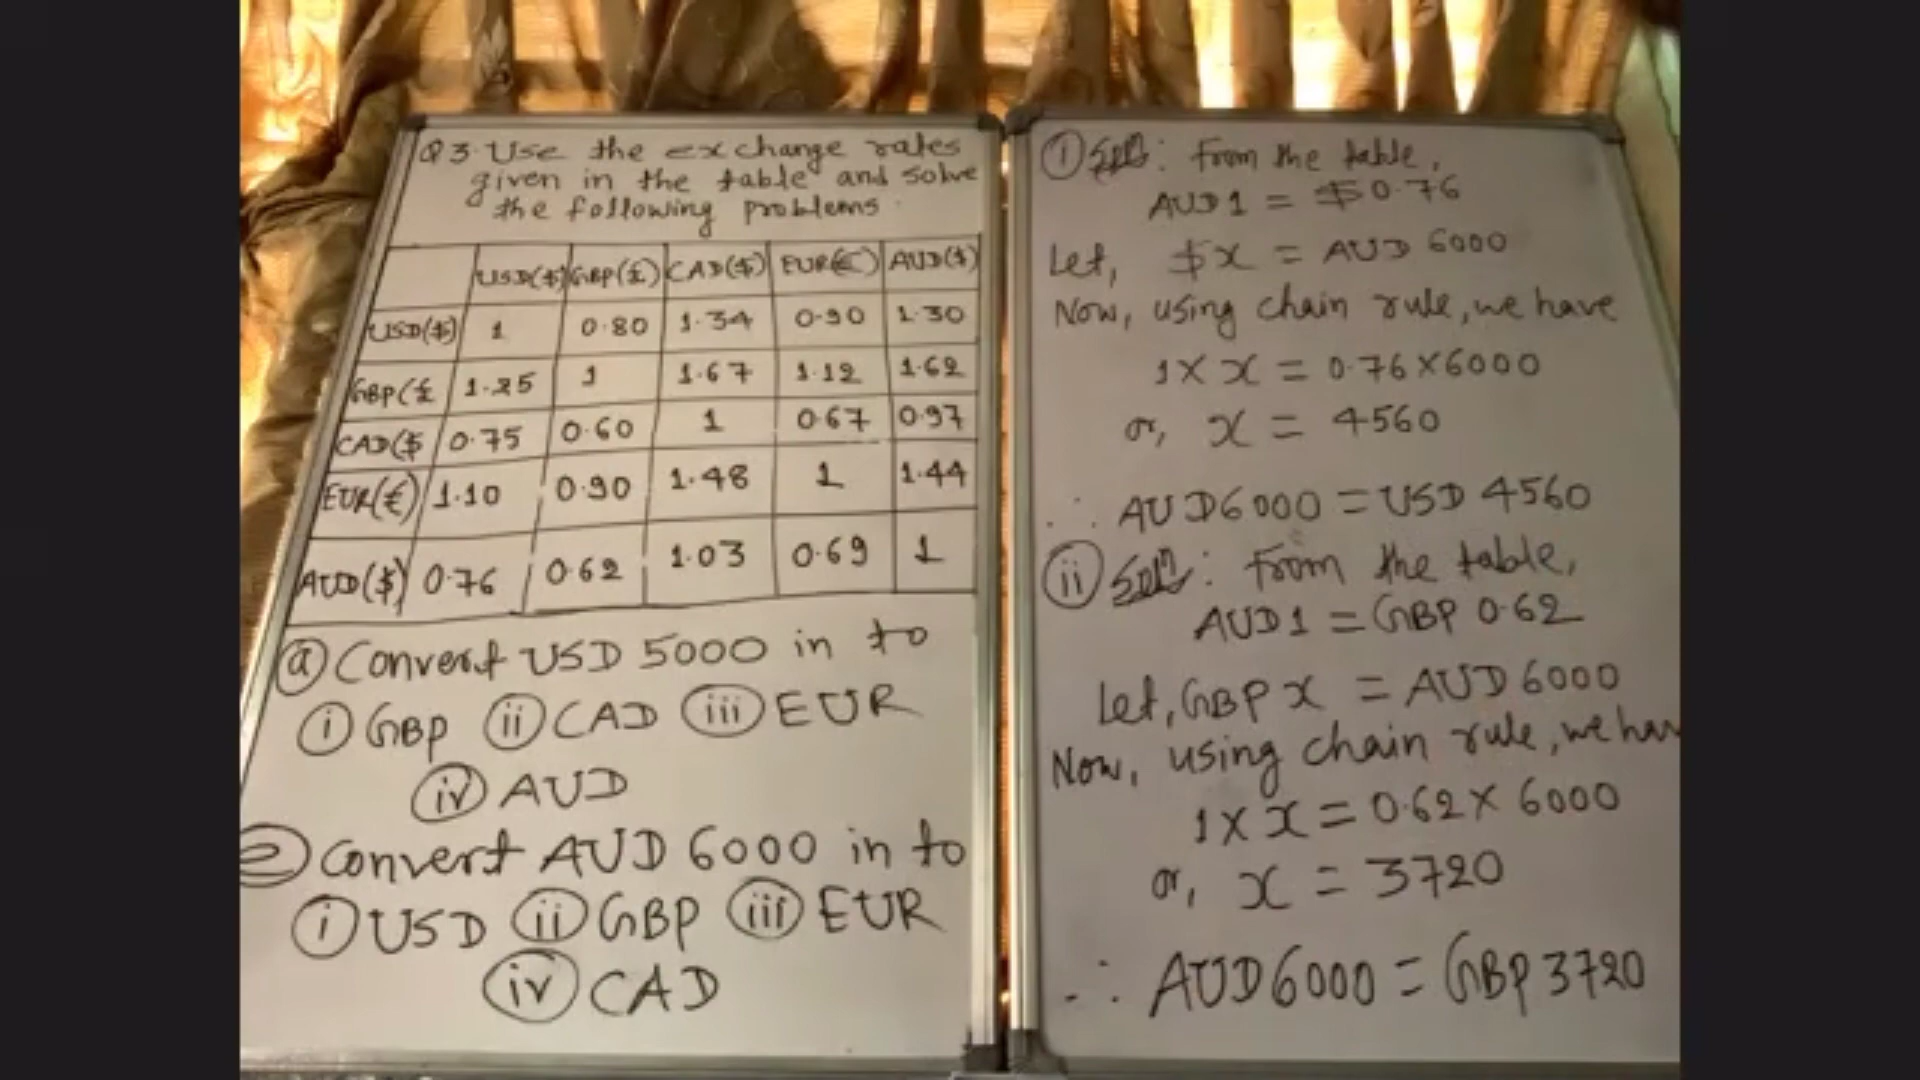 Q3. Use the exchange rates
given in the table and solve
the following problems.
USD($) GBP(£) CAD($) EUR(€) AUD($)
USD($) 1 0.80 1.34 0.90 1.30
GBP(£ 1.25 1 1.67 1.12 1.62
CAD($ 0.75 0.60 1 0.67 0.97
EUR(€) 1.10 0.90 1.48 1 1.44
AUD($) 0.76 0.62 1.03 0.69 1
(a) Convert USD 5000 in to
(i) GBP (ii) CAD (iii) EUR
(iv) AUD
(e) Convert AUD 6000 in to
(i) USD (ii) GBP (iii) EUR
(iv) CAD
(i) Solⁿ: From the table,
AUD 1 = $ 0.76
Let, $x = AUD 6000
Now, using chain rule, we have
1 × x = 0.76 × 6000
or, x = 4560
∴ AUD 6000 = USD 4560
(ii) Solⁿ: From the table,
AUD 1 = GBP 0.62
Let, GBP x = AUD 6000
Now, using chain rule, we hav
1 × x = 0.62 × 6000
or, x = 3720
∴ AUD 6000 = GBP 3720